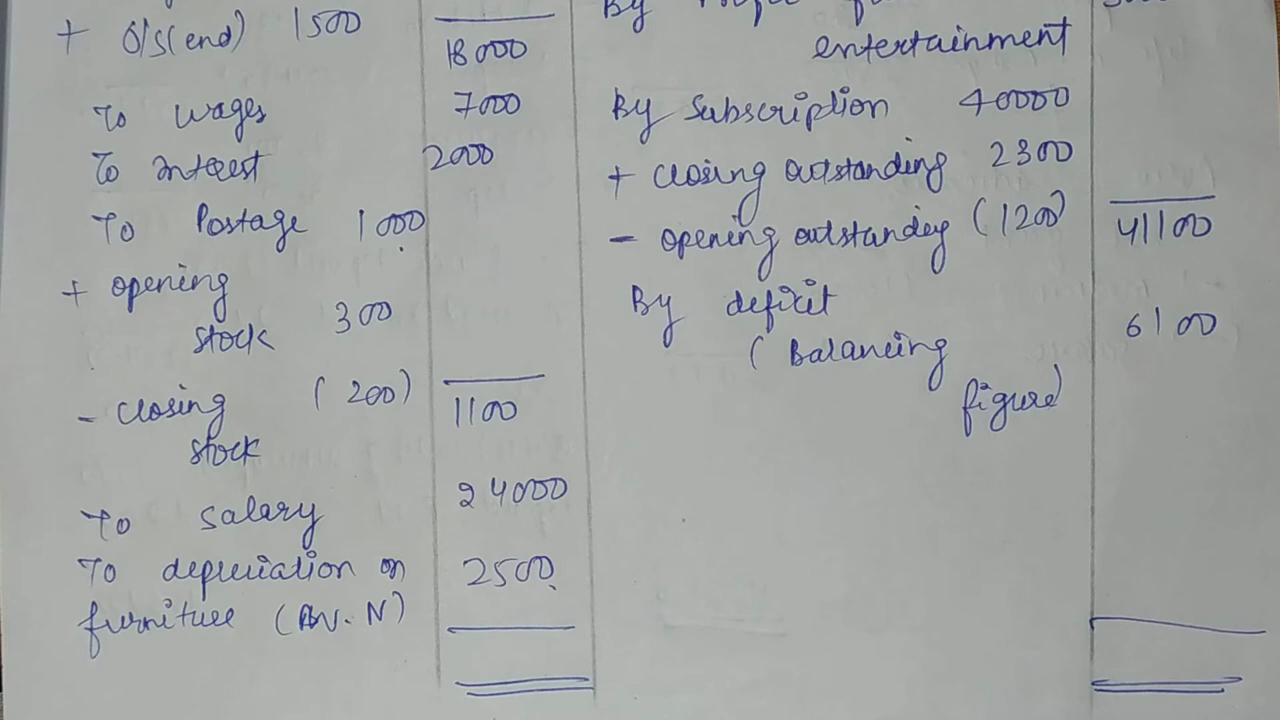 + O/S(end) 1500
18000
To wages 7000
To Interest 2000
To Postage 1000
+ opening
stock 300
- closing (200) 1100
stock
To salary 24000
To depreciation on 2500
furniture
By
entertainment
By Subscription 40000
+ closing outstanding 2300
- opening outstanding (1200) 41100
By deficit 6100
( Balancing
figure)